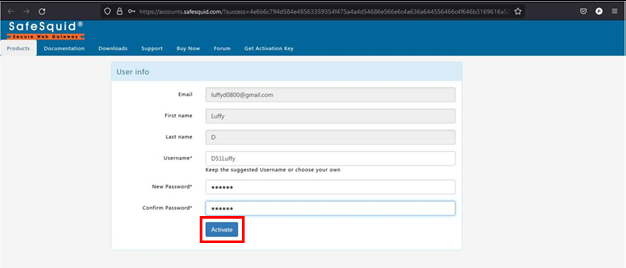 https://accounts.safesquid.com/?success=4e6b6c794d584e48563359354f475a4a4d54686e566e6c4a636a644556466c4f646b3169616a5
SafeSquid®
Secure Web Gateway
Products Documentation Downloads Support Buy Now Forum Get Activation Key
User info
Email luffyd0800@gmail.com
First name Luffy
Last name D
Username* D51Luffy
Keep the suggested Username or choose your own
New Password* ••••••
Confirm Password* ••••••
Activate